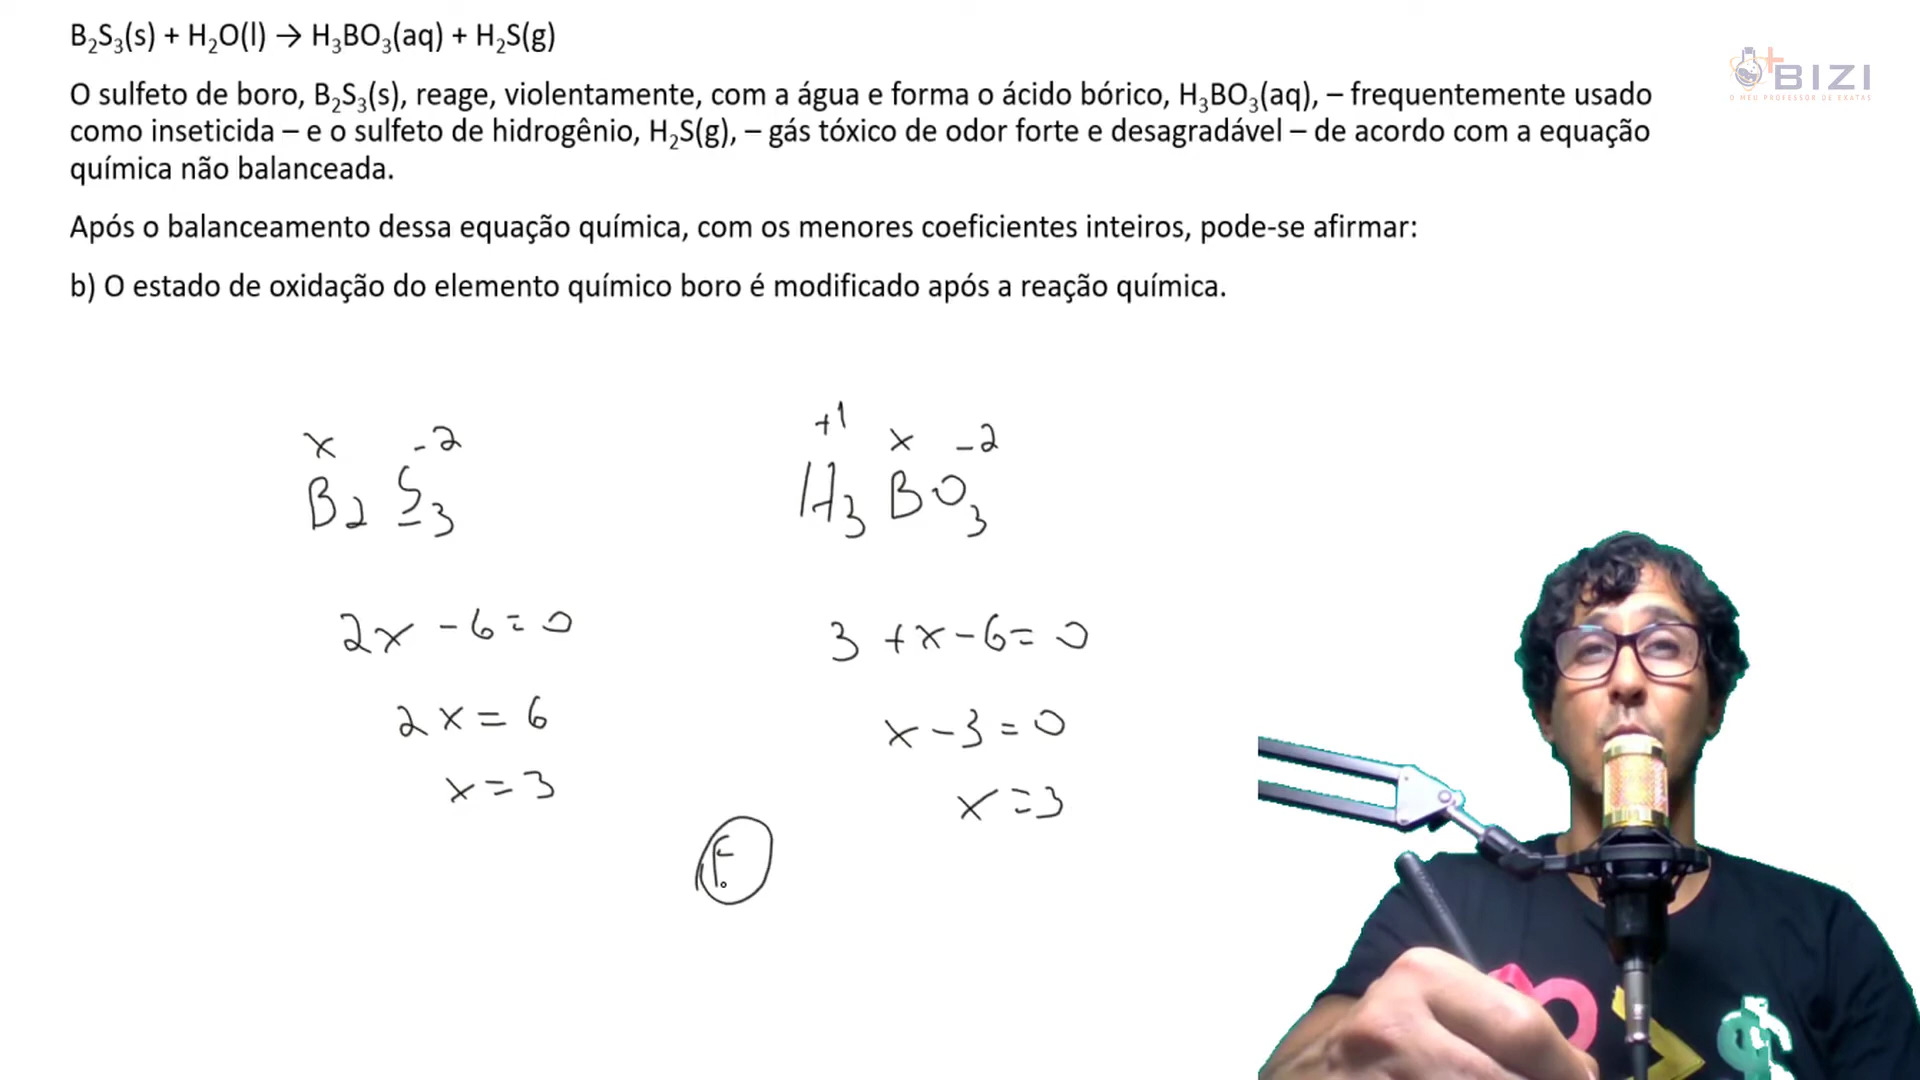 B₂S₃(s) + H₂O(l) → H₃BO₃(aq) + H₂S(g)
+BIZI
O MEU PROFESSOR DE EXATAS
O sulfeto de boro, B₂S₃(s), reage, violentamente, com a água e forma o ácido bórico, H₃BO₃(aq), – frequentemente usado
como inseticida – e o sulfeto de hidrogênio, H₂S(g), – gás tóxico de odor forte e desagradável – de acordo com a equação
química não balanceada.
Após o balanceamento dessa equação química, com os menores coeficientes inteiros, pode-se afirmar:
b) O estado de oxidação do elemento químico boro é modificado após a reação química.
x -2
B₂ S₃
2x - 6 = 0
2x = 6
x = 3
+1 x -2
H₃ B O₃
3 + x - 6 = 0
x - 3 = 0
x = 3
F.